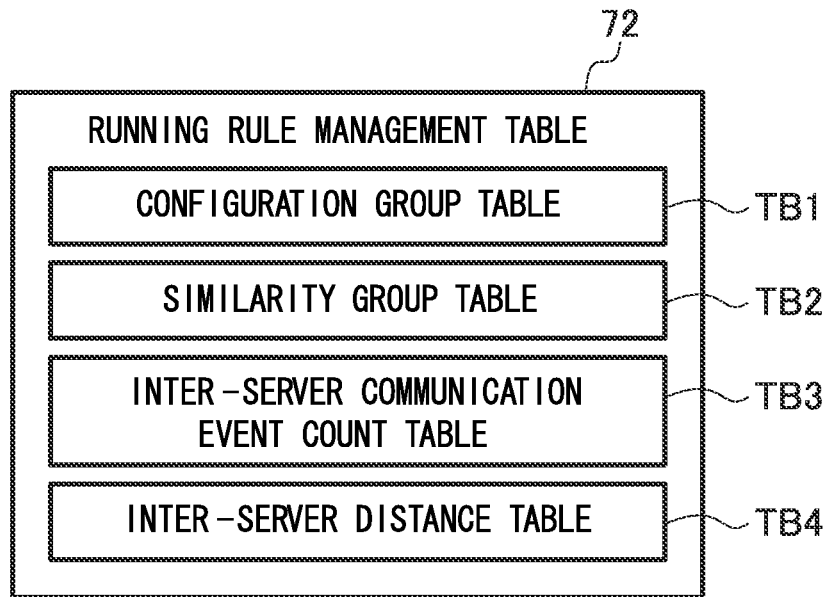 72
RUNNING RULE MANAGEMENT TABLE
CONFIGURATION GROUP TABLE
TB1
SIMILARITY GROUP TABLE
TB2
INTER-SERVER COMMUNICATION
EVENT COUNT TABLE
TB3
INTER-SERVER DISTANCE TABLE
TB4